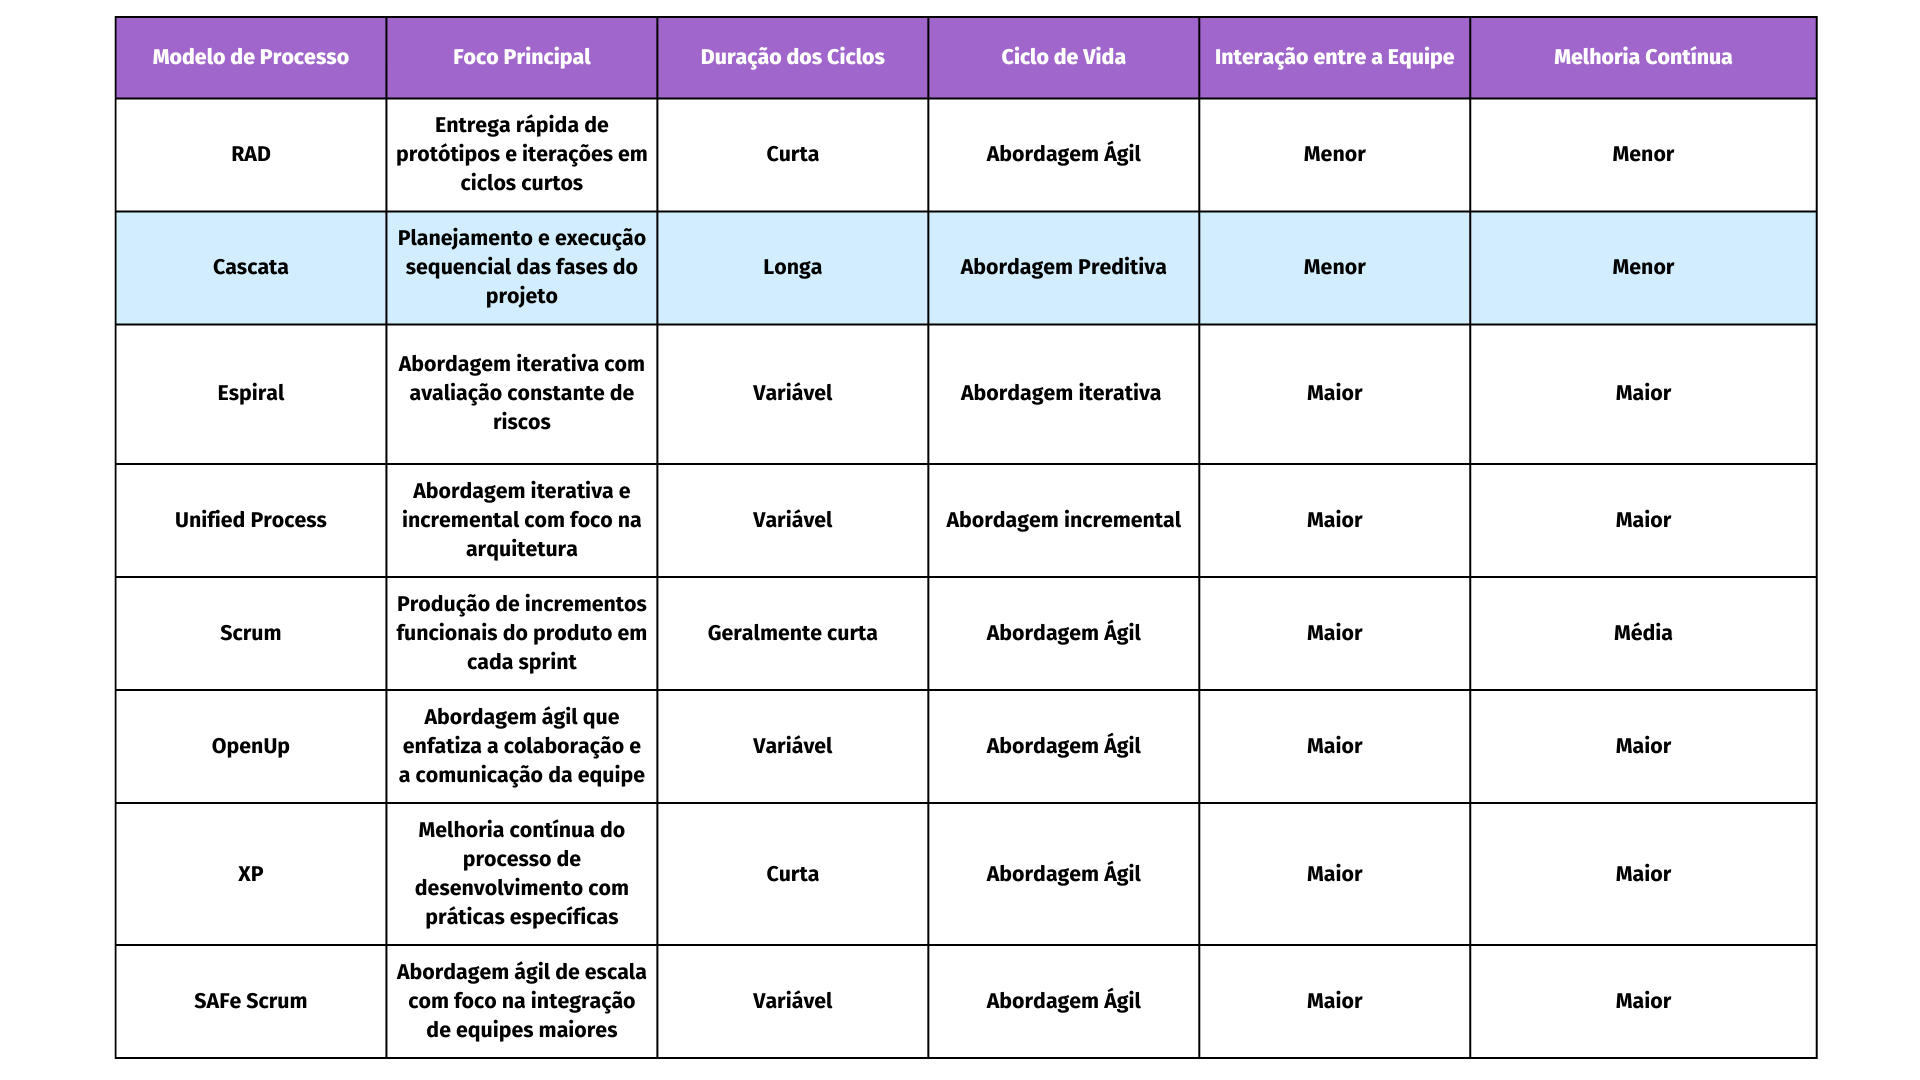 Modelo de Processo
Foco Principal
Duração dos Ciclos
Ciclo de Vida
Interação entre a Equipe
Melhoria Contínua
RAD
Entrega rápida de
protótipos e iterações em
ciclos curtos
Curta
Abordagem Ágil
Menor
Menor
Cascata
Planejamento e execução
sequencial das fases do
projeto
Longa
Abordagem Preditiva
Menor
Menor
Espiral
Abordagem iterativa com
avaliação constante de
riscos
Variável
Abordagem iterativa
Maior
Maior
Unified Process
Abordagem iterativa e
incremental com foco na
arquitetura
Variável
Abordagem incremental
Maior
Maior
Scrum
Produção de incrementos
funcionais do produto em
cada sprint
Geralmente curta
Abordagem Ágil
Maior
Média
OpenUp
Abordagem ágil que
enfatiza a colaboração e
a comunicação da equipe
Variável
Abordagem Ágil
Maior
Maior
XP
Melhoria contínua do
processo de
desenvolvimento com
práticas específicas
Curta
Abordagem Ágil
Maior
Maior
SAFe Scrum
Abordagem ágil de escala
com foco na integração
de equipes maiores
Variável
Abordagem Ágil
Maior
Maior